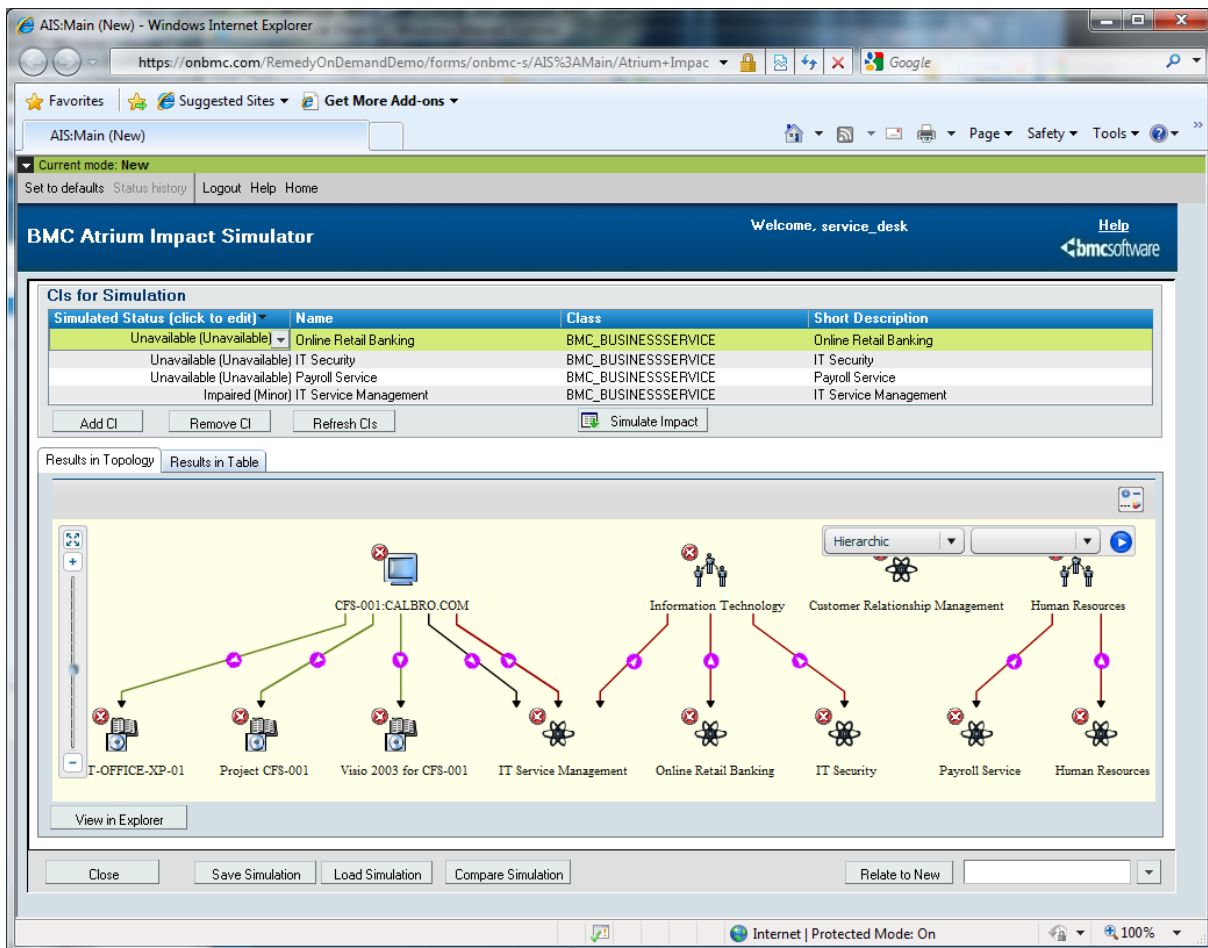 AIS:Main (New) - Windows Internet Explorer
https://onbmc.com/RemedyOnDemandDemo/forms/onbmc-s/AIS%3AMain/Atrium+Impac
Google
Favorites Suggested Sites Get More Add-ons
AIS:Main (New)
Page Safety Tools
Current mode: New
Set to defaults Status history Logout Help Home
BMC Atrium Impact Simulator
Welcome, service_desk
Help
bmcsoftware
CIs for Simulation
Simulated Status (click to edit) Name Class Short Description
Unavailable (Unavailable) Online Retail Banking BMC_BUSINESSSERVICE Online Retail Banking
Unavailable (Unavailable) IT Security BMC_BUSINESSSERVICE IT Security
Unavailable (Unavailable) Payroll Service BMC_BUSINESSSERVICE Payroll Service
Impaired (Minor) IT Service Management BMC_BUSINESSSERVICE IT Service Management
Add CI Remove CI Refresh CIs Simulate Impact
Results in Topology Results in Table
Hierarchic
CFS-001:CALBRO.COM Information Technology Customer Relationship Management Human Resources
T-OFFICE-XP-01 Project CFS-001 Visio 2003 for CFS-001 IT Service Management Online Retail Banking IT Security Payroll Service Human Resources
View in Explorer
Close Save Simulation Load Simulation Compare Simulation Relate to New
Internet | Protected Mode: On 100%